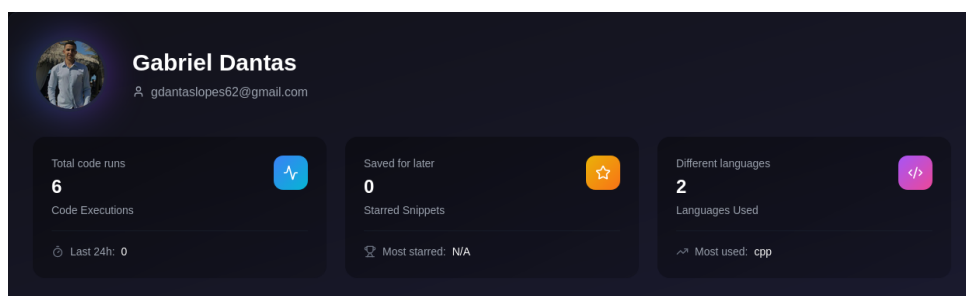 Gabriel Dantas
gdantaslopes62@gmail.com
Total code runs
6
Code Executions
Last 24h: 0
Saved for later
0
Starred Snippets
Most starred: N/A
Different languages
2
Languages Used
Most used: cpp